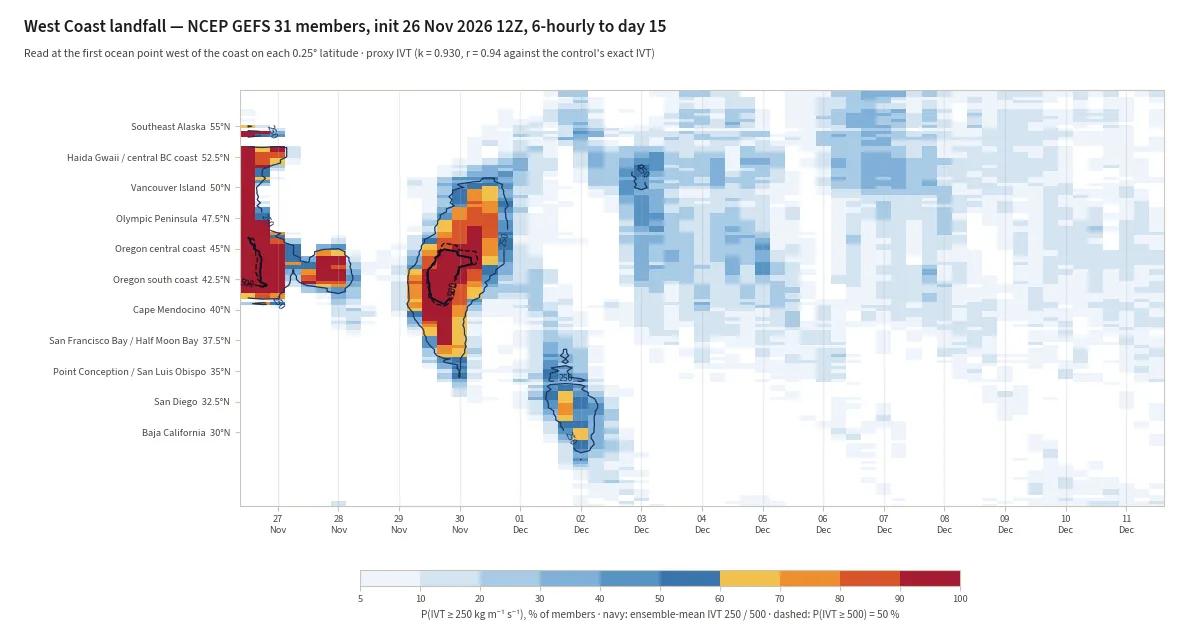 West Coast landfall — NCEP GEFS 31 members, init 26 Nov 2026 12Z, 6-hourly to day 15
Read at the first ocean point west of the coast on each 0.25° latitude · proxy IVT (k = 0.930, r = 0.94 against the control's exact IVT)
Southeast Alaska 55°N
Haida Gwaii / central BC coast 52.5°N
Vancouver Island 50°N
Olympic Peninsula 47.5°N
Oregon central coast 45°N
Oregon south coast 42.5°N
Cape Mendocino 40°N
San Francisco Bay / Half Moon Bay 37.5°N
Point Conception / San Luis Obispo 35°N
San Diego 32.5°N
Baja California 30°N
250
27 28 29 30 01 02 03 04 05 06 07 08 09 10 11
Nov Nov Nov Nov Dec Dec Dec Dec Dec Dec Dec Dec Dec Dec Dec
5 10 20 30 40 50 60 70 80 90 100
P(IVT ≥ 250 kg m⁻¹ s⁻¹), % of members · navy: ensemble-mean IVT 250 / 500 · dashed: P(IVT ≥ 500) = 50 %